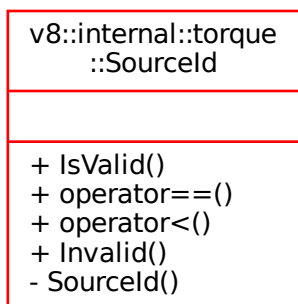 v8::internal::torque
::SourceId
+ IsValid()
+ operator==()
+ operator<()
+ Invalid()
- SourceId()